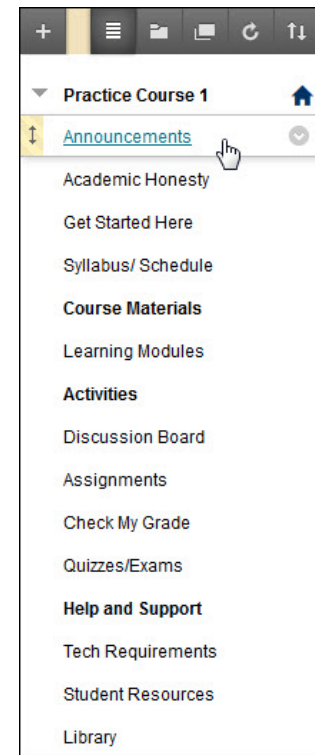 Practice Course 1
Announcements
Academic Honesty
Get Started Here
Syllabus/ Schedule
Course Materials
Learning Modules
Activities
Discussion Board
Assignments
Check My Grade
Quizzes/Exams
Help and Support
Tech Requirements
Student Resources
Library